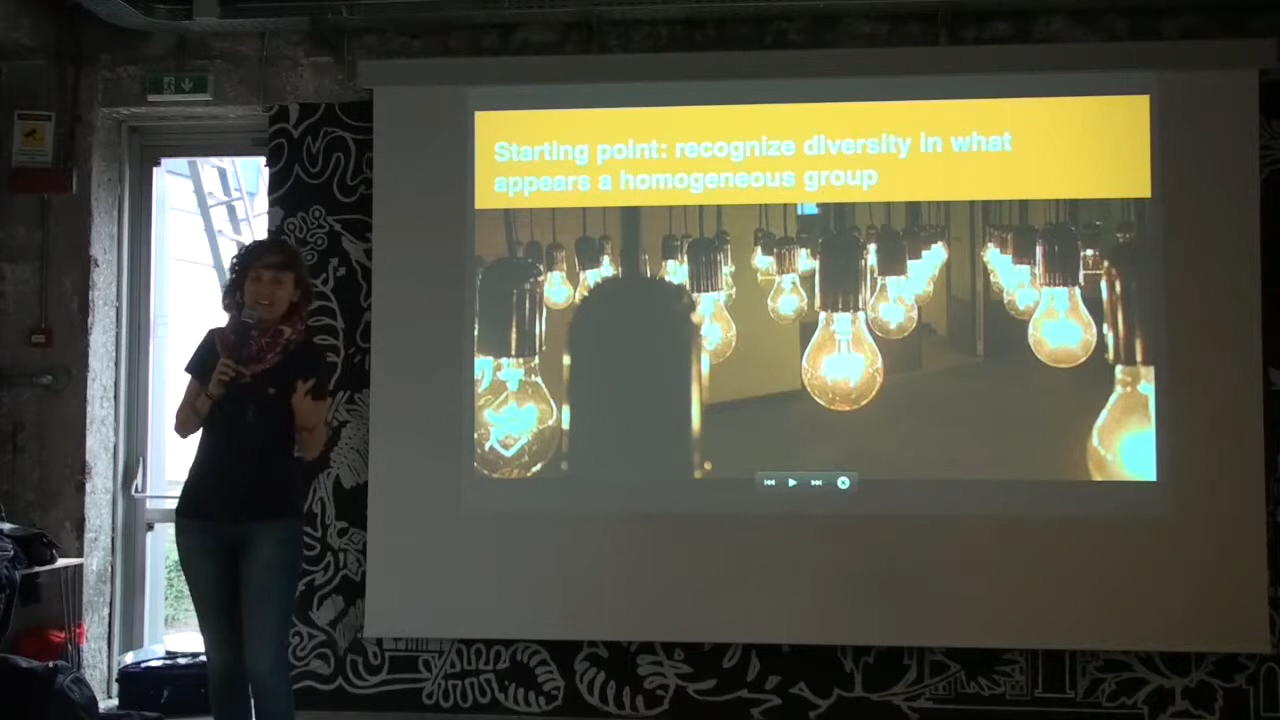 Starting point: recognize diversity in what
appears a homogeneous group